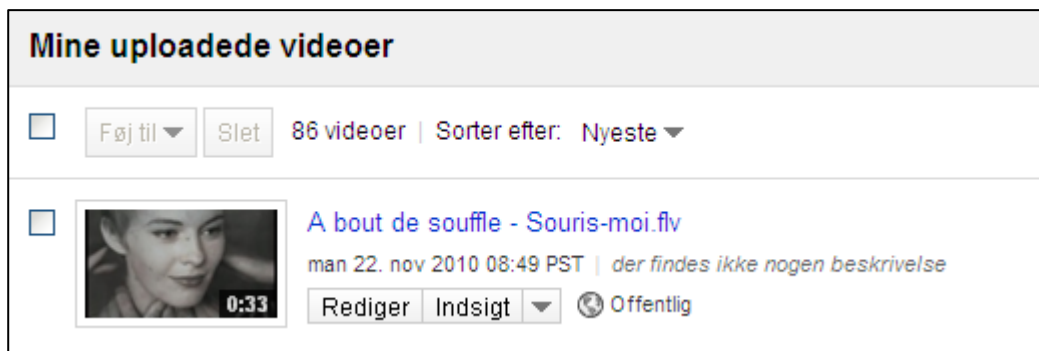 Mine uploadede videoer
Føj til Slet 86 videoer | Sorter efter: Nyeste
A bout de souffle - Souris-moi.flv
man 22. nov 2010 08:49 PST | der findes ikke nogen beskrivelse
0:33 Rediger Indsigt Offentlig